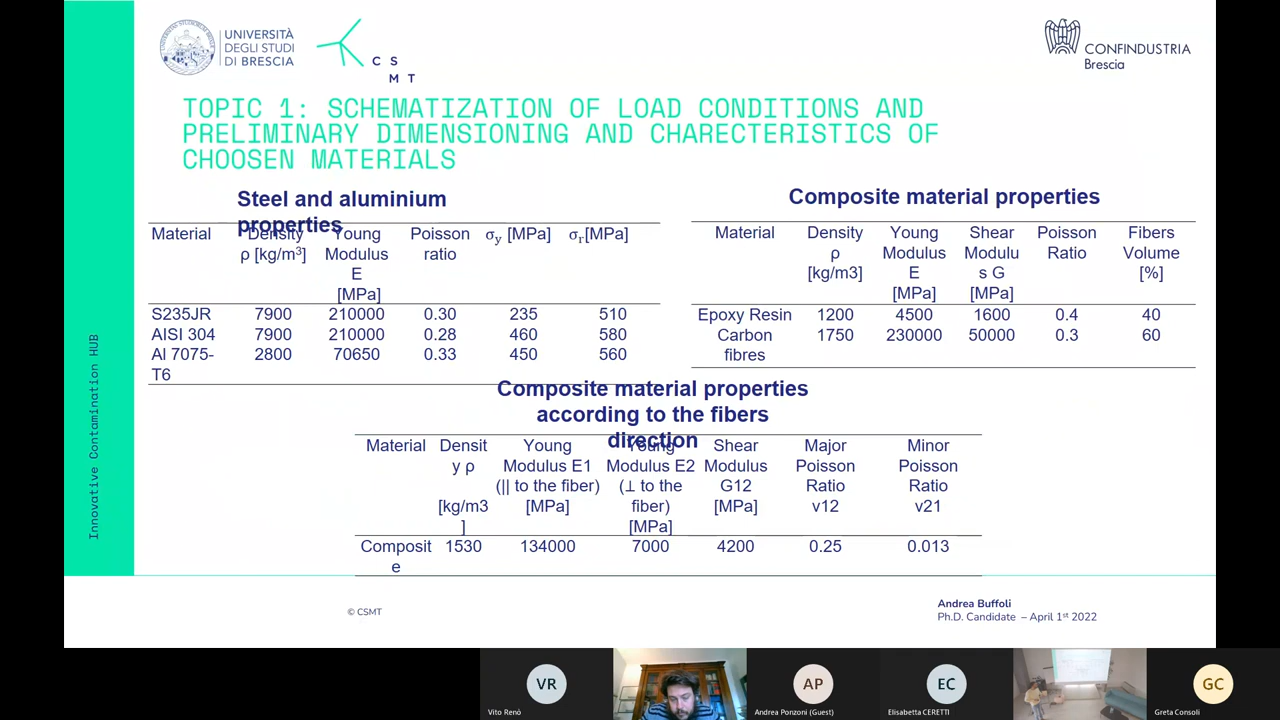 UNIVERSITÀ
DEGLI STUDI
DI BRESCIA
C S
M T
CONFINDUSTRIA
Brescia
TOPIC 1: SCHEMATIZATION OF LOAD CONDITIONS AND
PRELIMINARY DIMENSIONING AND CHARECTERISTICS OF
CHOOSEN MATERIALS
Steel and aluminium
properties
Material Density ρ [kg/m³] Young Modulus E [MPa] Poisson ratio σy [MPa] σr[MPa]
S235JR 7900 210000 0.30 235 510
AISI 304 7900 210000 0.28 460 580
Al 7075-T6 2800 70650 0.33 450 560
Composite material properties
Material Density ρ [kg/m3] Young Modulus E [MPa] Shear Modulus G [MPa] Poisson Ratio Fibers Volume [%]
Epoxy Resin 1200 4500 1600 0.4 40
Carbon fibres 1750 230000 50000 0.3 60
Composite material properties
according to the fibers
direction
Material Density ρ [kg/m3] Young Modulus E1 (|| to the fiber) [MPa] Young Modulus E2 (⊥ to the fiber) [MPa] Shear Modulus G12 [MPa] Major Poisson Ratio v12 Minor Poisson Ratio v21
Composite 1530 134000 7000 4200 0.25 0.013
Innovative Contamination HUB
© CSMT
Andrea Buffoli
Ph.D. Candidate – April 1st 2022
VR
Vito Renò
AP
Andrea Ponzoni (Guest)
EC
Elisabetta CERETTI
GC
Greta Consoli